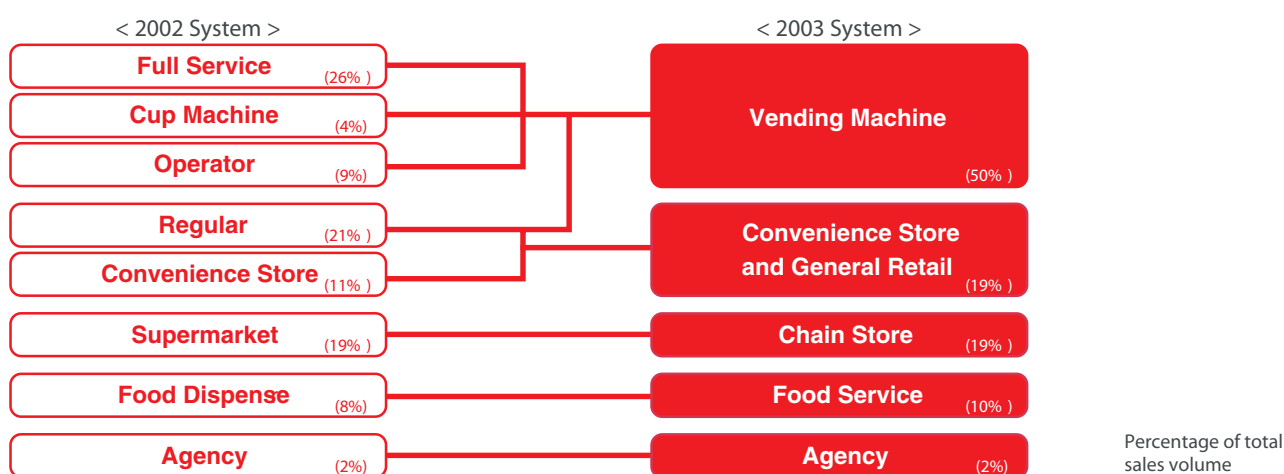 < 2002 System >
< 2003 System >
Full Service (26% )
Cup Machine (4%)
Operator (9%)
Vending Machine
(50% )
Regular (21% )
Convenience Store (11% )
Convenience Store
and General Retail
(19% )
Supermarket (19% )
Chain Store (19% )
Food Dispense (8%)
Food Service (10% )
Agency (2%)
Agency (2%)
Percentage of total
sales volume